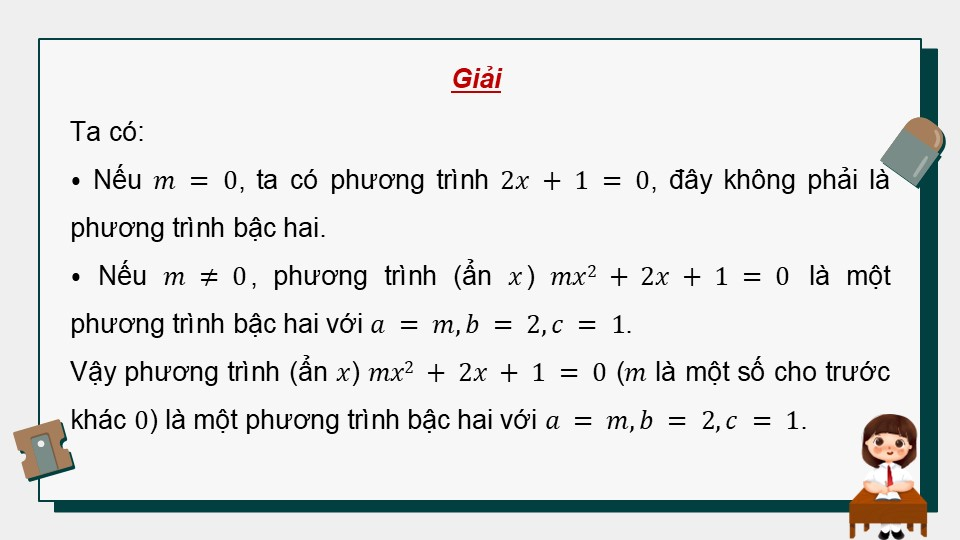 Giải
Ta có:
• Nếu 𝑚 = 0, ta có phương trình 2𝑥 + 1 = 0, đây không phải là
phương trình bậc hai.
• Nếu 𝑚 ≠ 0, phương trình (ẩn 𝑥) 𝑚𝑥² + 2𝑥 + 1 = 0 là một
phương trình bậc hai với 𝑎 = 𝑚, 𝑏 = 2, 𝑐 = 1.
Vậy phương trình (ẩn 𝑥) 𝑚𝑥² + 2𝑥 + 1 = 0 (𝑚 là một số cho trước
khác 0) là một phương trình bậc hai với 𝑎 = 𝑚, 𝑏 = 2, 𝑐 = 1.